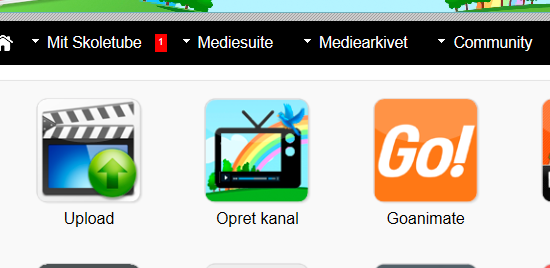 Mit Skoletube 1 Mediesuite Mediearkivet Community
Go!
Upload Opret kanal Goanimate